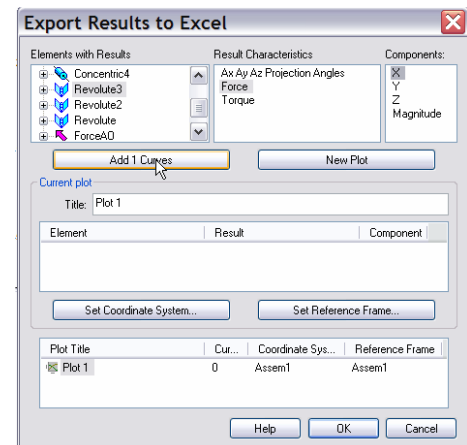 Export Results to Excel
Elements with Results Result Characteristics Components:
Concentric4 Ax Ay Az Projection Angles X
Revolute3 Force Y
Revolute2 Torque Z
Revolute Magnitude
ForceAO
Add 1 Curves New Plot
Current plot
Title: Plot 1
Element Result Component
Set Coordinate System... Set Reference Frame...
Plot Title Cur... Coordinate Sys... Reference Frame
Plot 1 0 Assem1 Assem1
Help OK Cancel